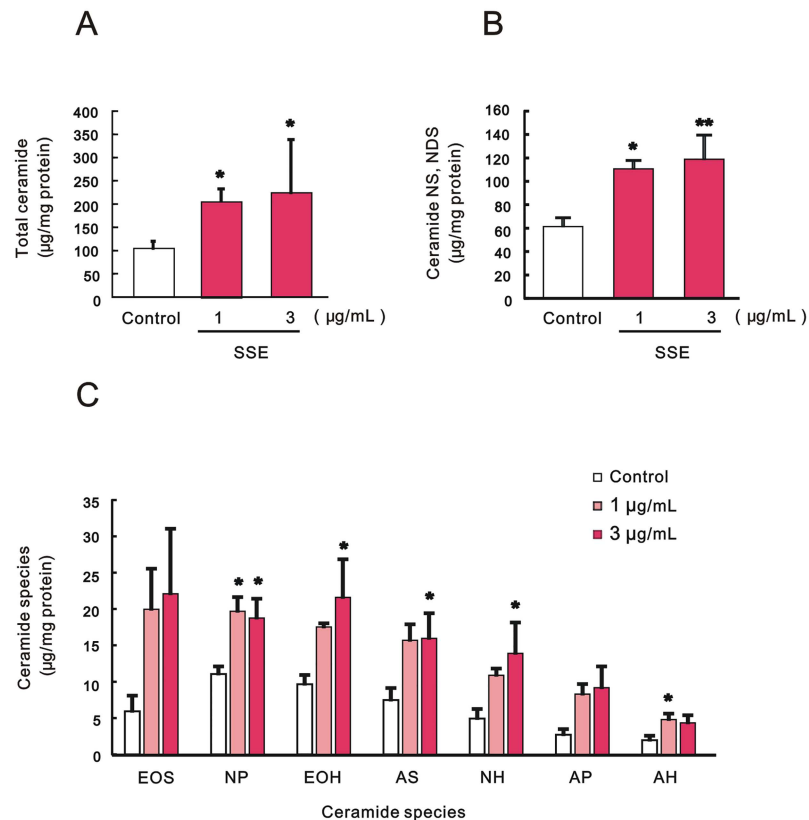 A
Total ceramide
(µg/mg protein)
400
350
300
250
200
150
100
50
0
*
*
Control
1
3
( µg/mL)
SSE
B
Ceramide NS, NDS
(µg/mg protein)
160
140
120
100
80
60
40
20
0
*
**
Control
1
3
( µg/mL)
SSE
C
Control
1 µg/mL
3 µg/mL
Ceramide species
(µg/mg protein)
35
30
25
20
15
10
5
0
* *
*
*
*
*
EOS NP EOH AS NH AP AH
Ceramide species